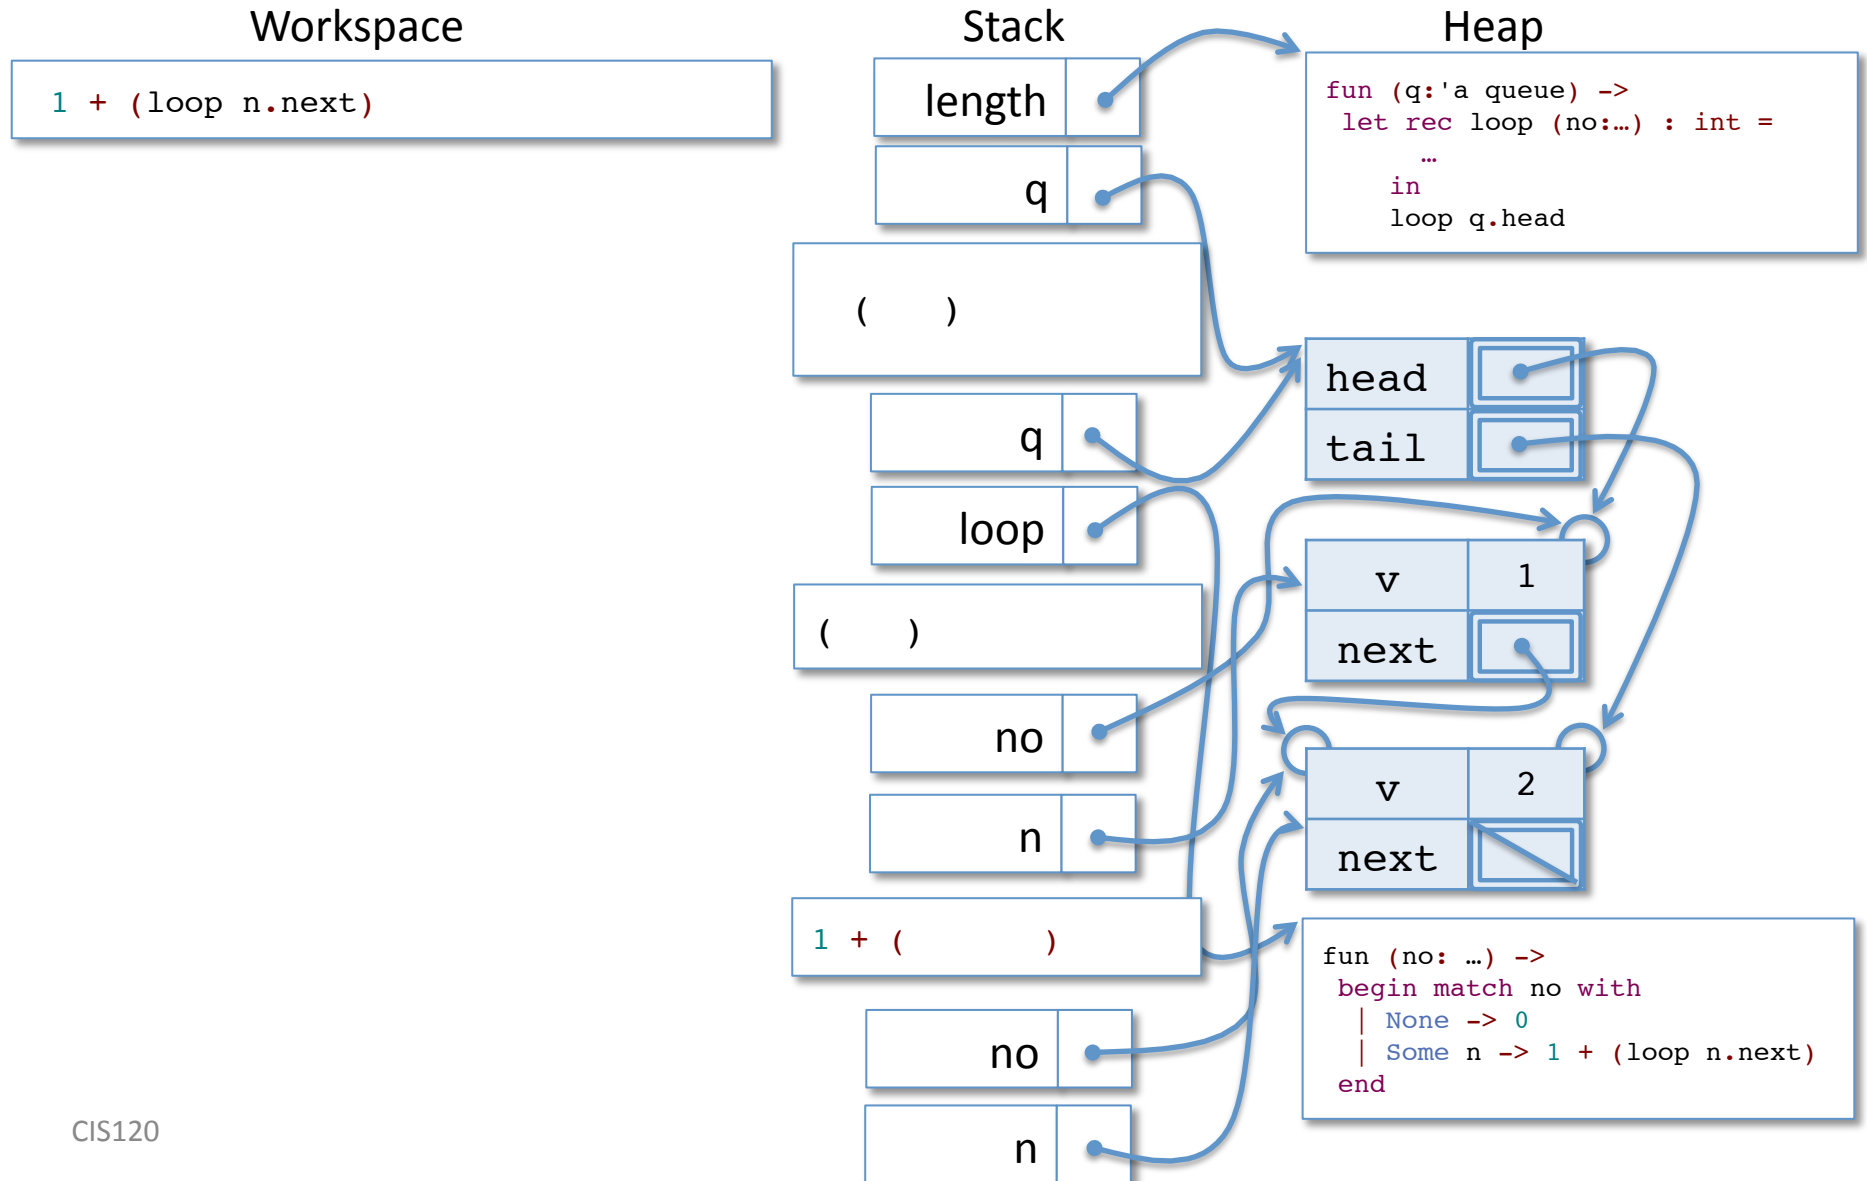 Workspace
Stack
Heap
1 + (loop n.next)
length
q
(    )
q
loop
(    )
no
n
1 + (        )
no
n
fun (q:'a queue) ->
let rec loop (no:…) : int =
…
in
loop q.head
head
tail
v 1
next
v 2
next
fun (no: …) ->
begin match no with
| None -> 0
| Some n -> 1 + (loop n.next)
end
CIS120